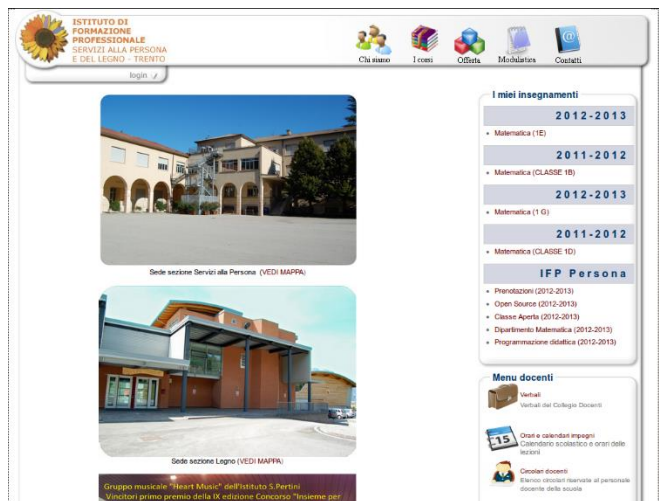 ISTITUTO DI
FORMAZIONE
PROFESSIONALE
SERVIZI ALLA PERSONA
E DEL LEGNO - TRENTO
Chi siamo
I corsi
Offerta
Modulistica
Contatti
login
Sede sezione Servizi alla Persona (VEDI MAPPA)
Sede sezione Legno (VEDI MAPPA)
Gruppo musicale "Heart Music" dell'Istituto S.Pertini
Vincitori primo premio della IX edizione Concorso "Insieme per
I miei insegnamenti
2012-2013
Matematica (1E)
2011-2012
Matematica (CLASSE 1B)
2012-2013
Matematica (1 G)
2011-2012
Matematica (CLASSE 1D)
IFP Persona
Prenotazioni (2012-2013)
Open Source (2012-2013)
Classe Aperta (2012-2013)
Dipartimento Matematica (2012-2013)
Programmazione didattica (2012-2013)
Menu docenti
Verbali
Verbali del Collegio Docenti
15
Orari e calendari impegni
Calendario scolastico e orari delle
lezioni
Circolari docenti
Elenco circolari riservate al personale
docente della scuola